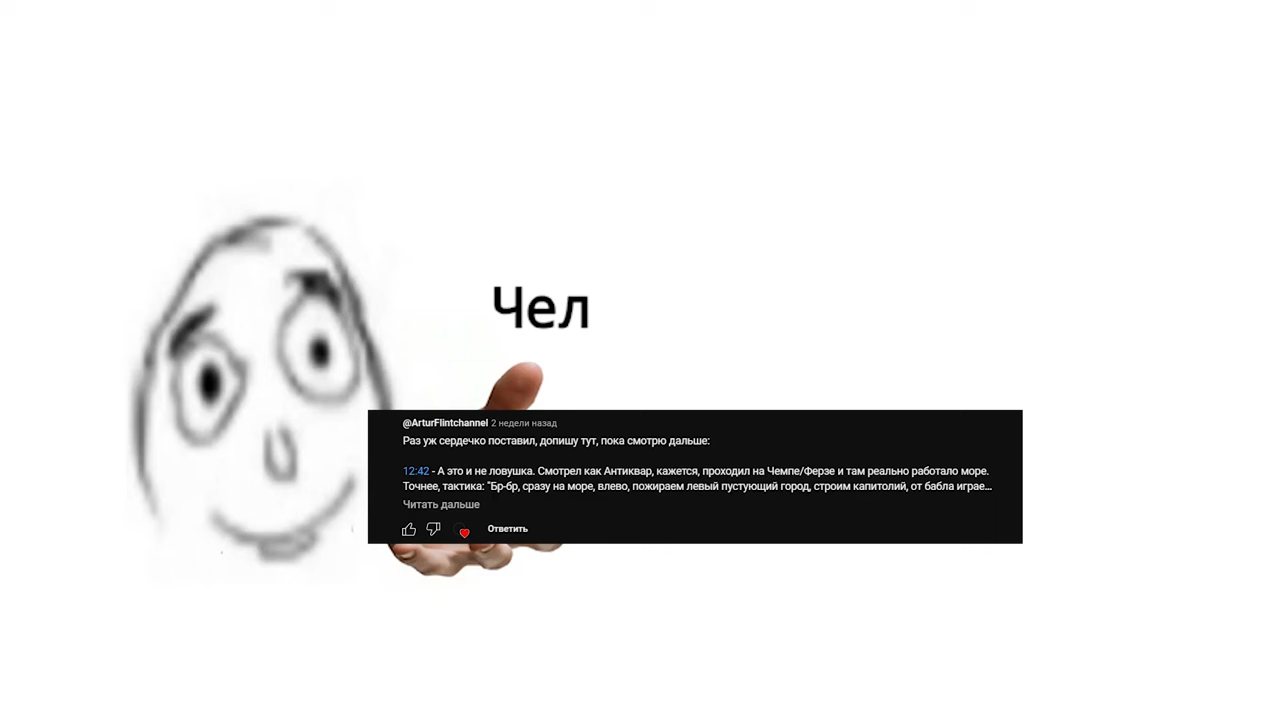 Чел
@ArturFlintchannel 2 недели назад
Раз уж сердечко поставил, допишу тут, пока смотрю дальше:
12:42 - А это и не ловушка. Смотрел как Антиквар, кажется, проходил на Чемпе/Ферзе и там реально работало море.
Точнее, тактика: "Бр-бр, сразу на море, влево, пожираем левый пустующий город, строим капитолий, от бабла играе...
Читать дальше
Ответить